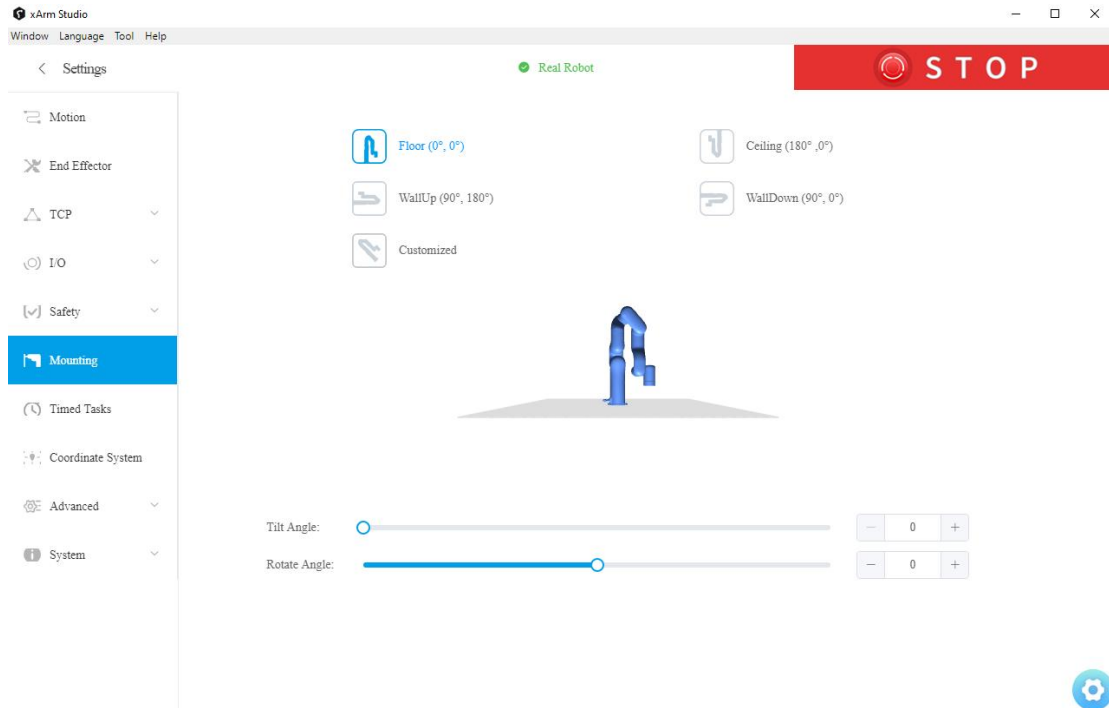 xArm Studio
Window Language Tool Help
Settings
Real Robot
STOP
Motion
End Effector
TCP
I/O
Safety
Mounting
Timed Tasks
Coordinate System
Advanced
System
Floor (0°, 0°)
Ceiling (180° ,0°)
WallUp (90°, 180°)
WallDown (90°, 0°)
Customized
Tilt Angle:
− 0 +
Rotate Angle:
− 0 +